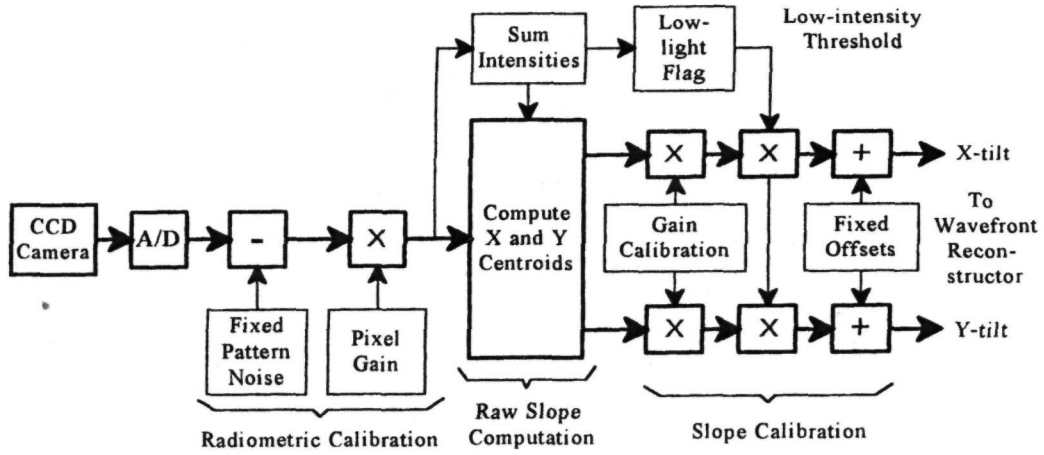 Sum
Intensities
Low-
light
Flag
Low-intensity
Threshold
CCD
Camera
A/D
-
X
Compute
X and Y
Centroids
X
X
+
X-tilt
Gain
Calibration
Fixed
Offsets
To
Wavefront
Recon-
structor
X
X
+
Y-tilt
Fixed
Pattern
Noise
Pixel
Gain
Radiometric Calibration
Raw Slope
Computation
Slope Calibration